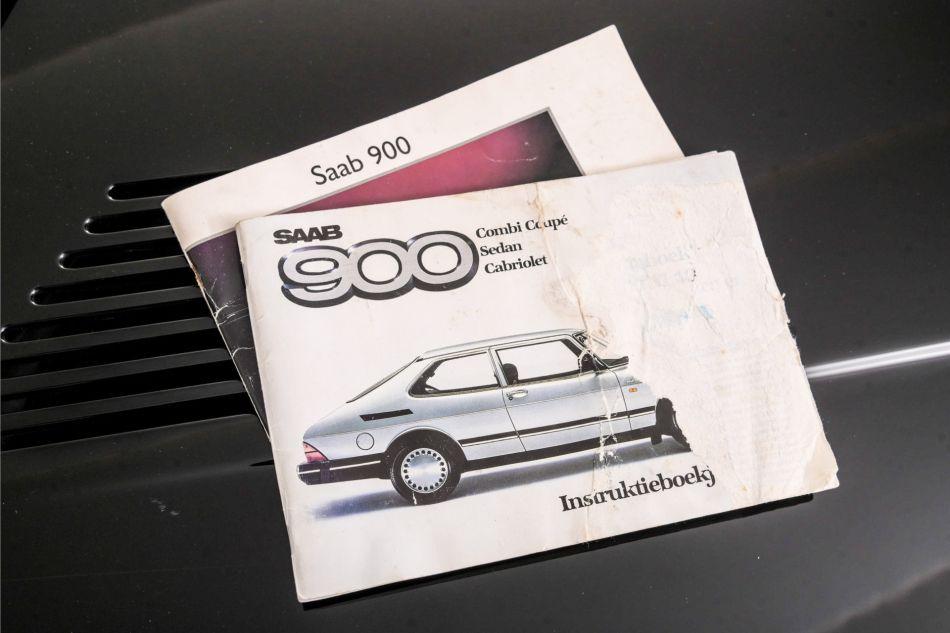 Saab 900
SAAB
900
Combi Coupé
Sedan
Cabriolet
Instruktieboekj